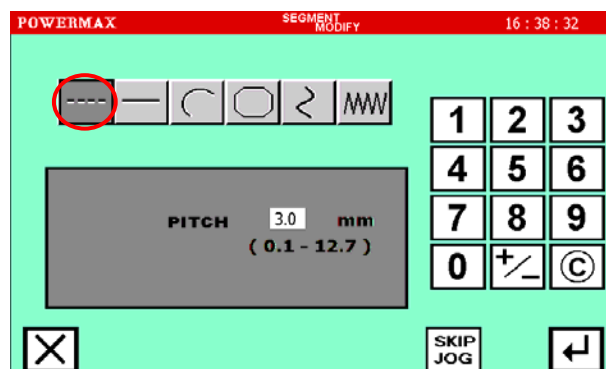 POWERMAX SEGMENT MODIFY 16 : 38 : 32
1 2 3
4 5 6
PITCH 3.0 mm 7 8 9
( 0.1 - 12.7 )
0 +/- ©
SKIP
JOG